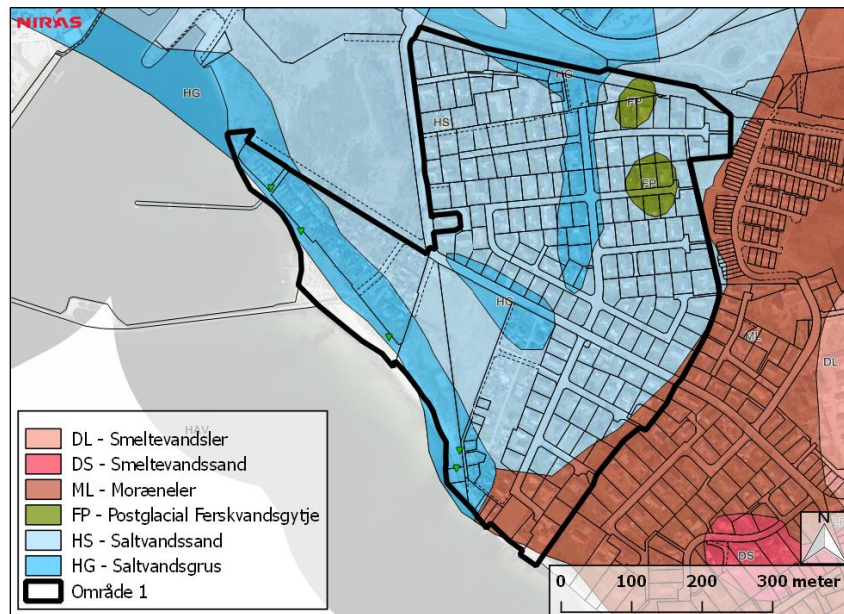 NIRÁS
HG
HG
HS
FP
FP
HG
ML
DL
HAV
DS
DL - Smeltevandsler
DS - Smeltevandssand
ML - Moræneler
FP - Postglacial Ferskvandsgytje
HS - Saltvandssand
HG - Saltvandsgrus
Område 1
N
0 100 200 300 meter